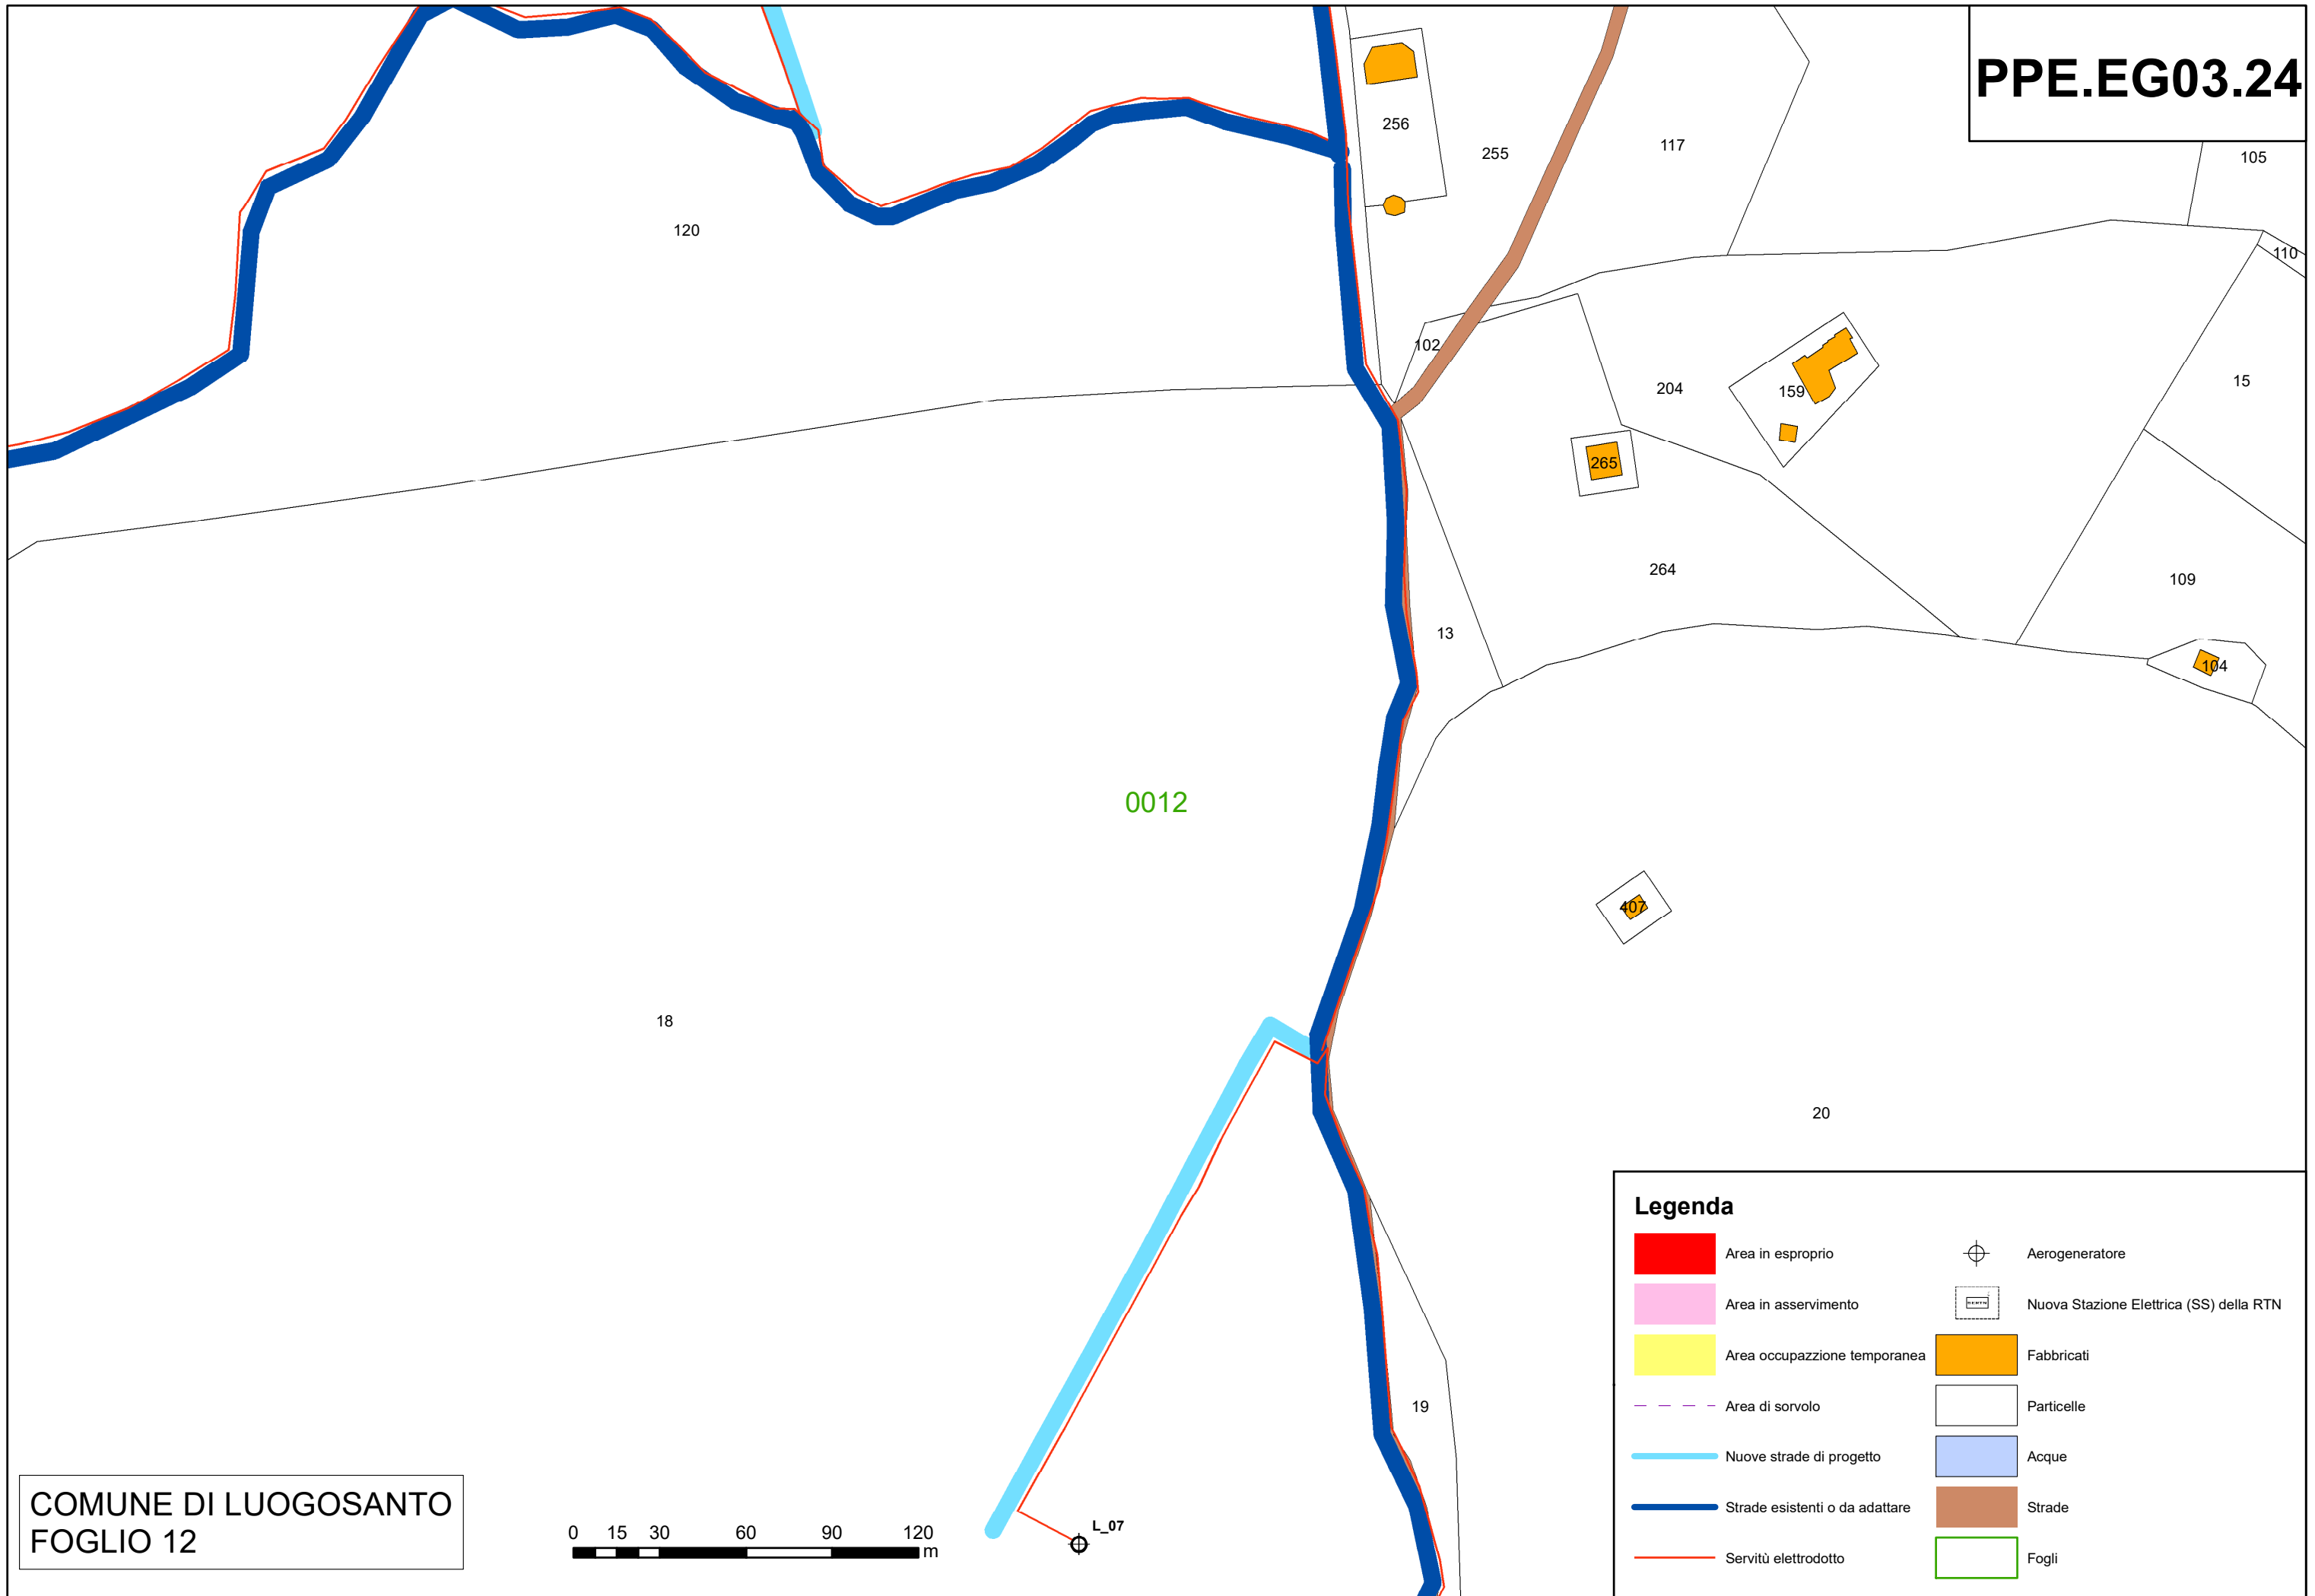 PPE.EG03.24
256
255
117
105
120
110
102
204
159
15
265
264
109
13
104
0012
407
18
20
19
L_07
COMUNE DI LUOGOSANTO
FOGLIO 12
0 15 30 60 90 120
m
Legenda
Area in esproprio
Area in asservimento
Area occupazzione temporanea
Area di sorvolo
Nuove strade di progetto
Strade esistenti o da adattare
Servitù elettrodotto
Aerogeneratore
Nuova Stazione Elettrica (SS) della RTN
Fabbricati
Particelle
Acque
Strade
Fogli